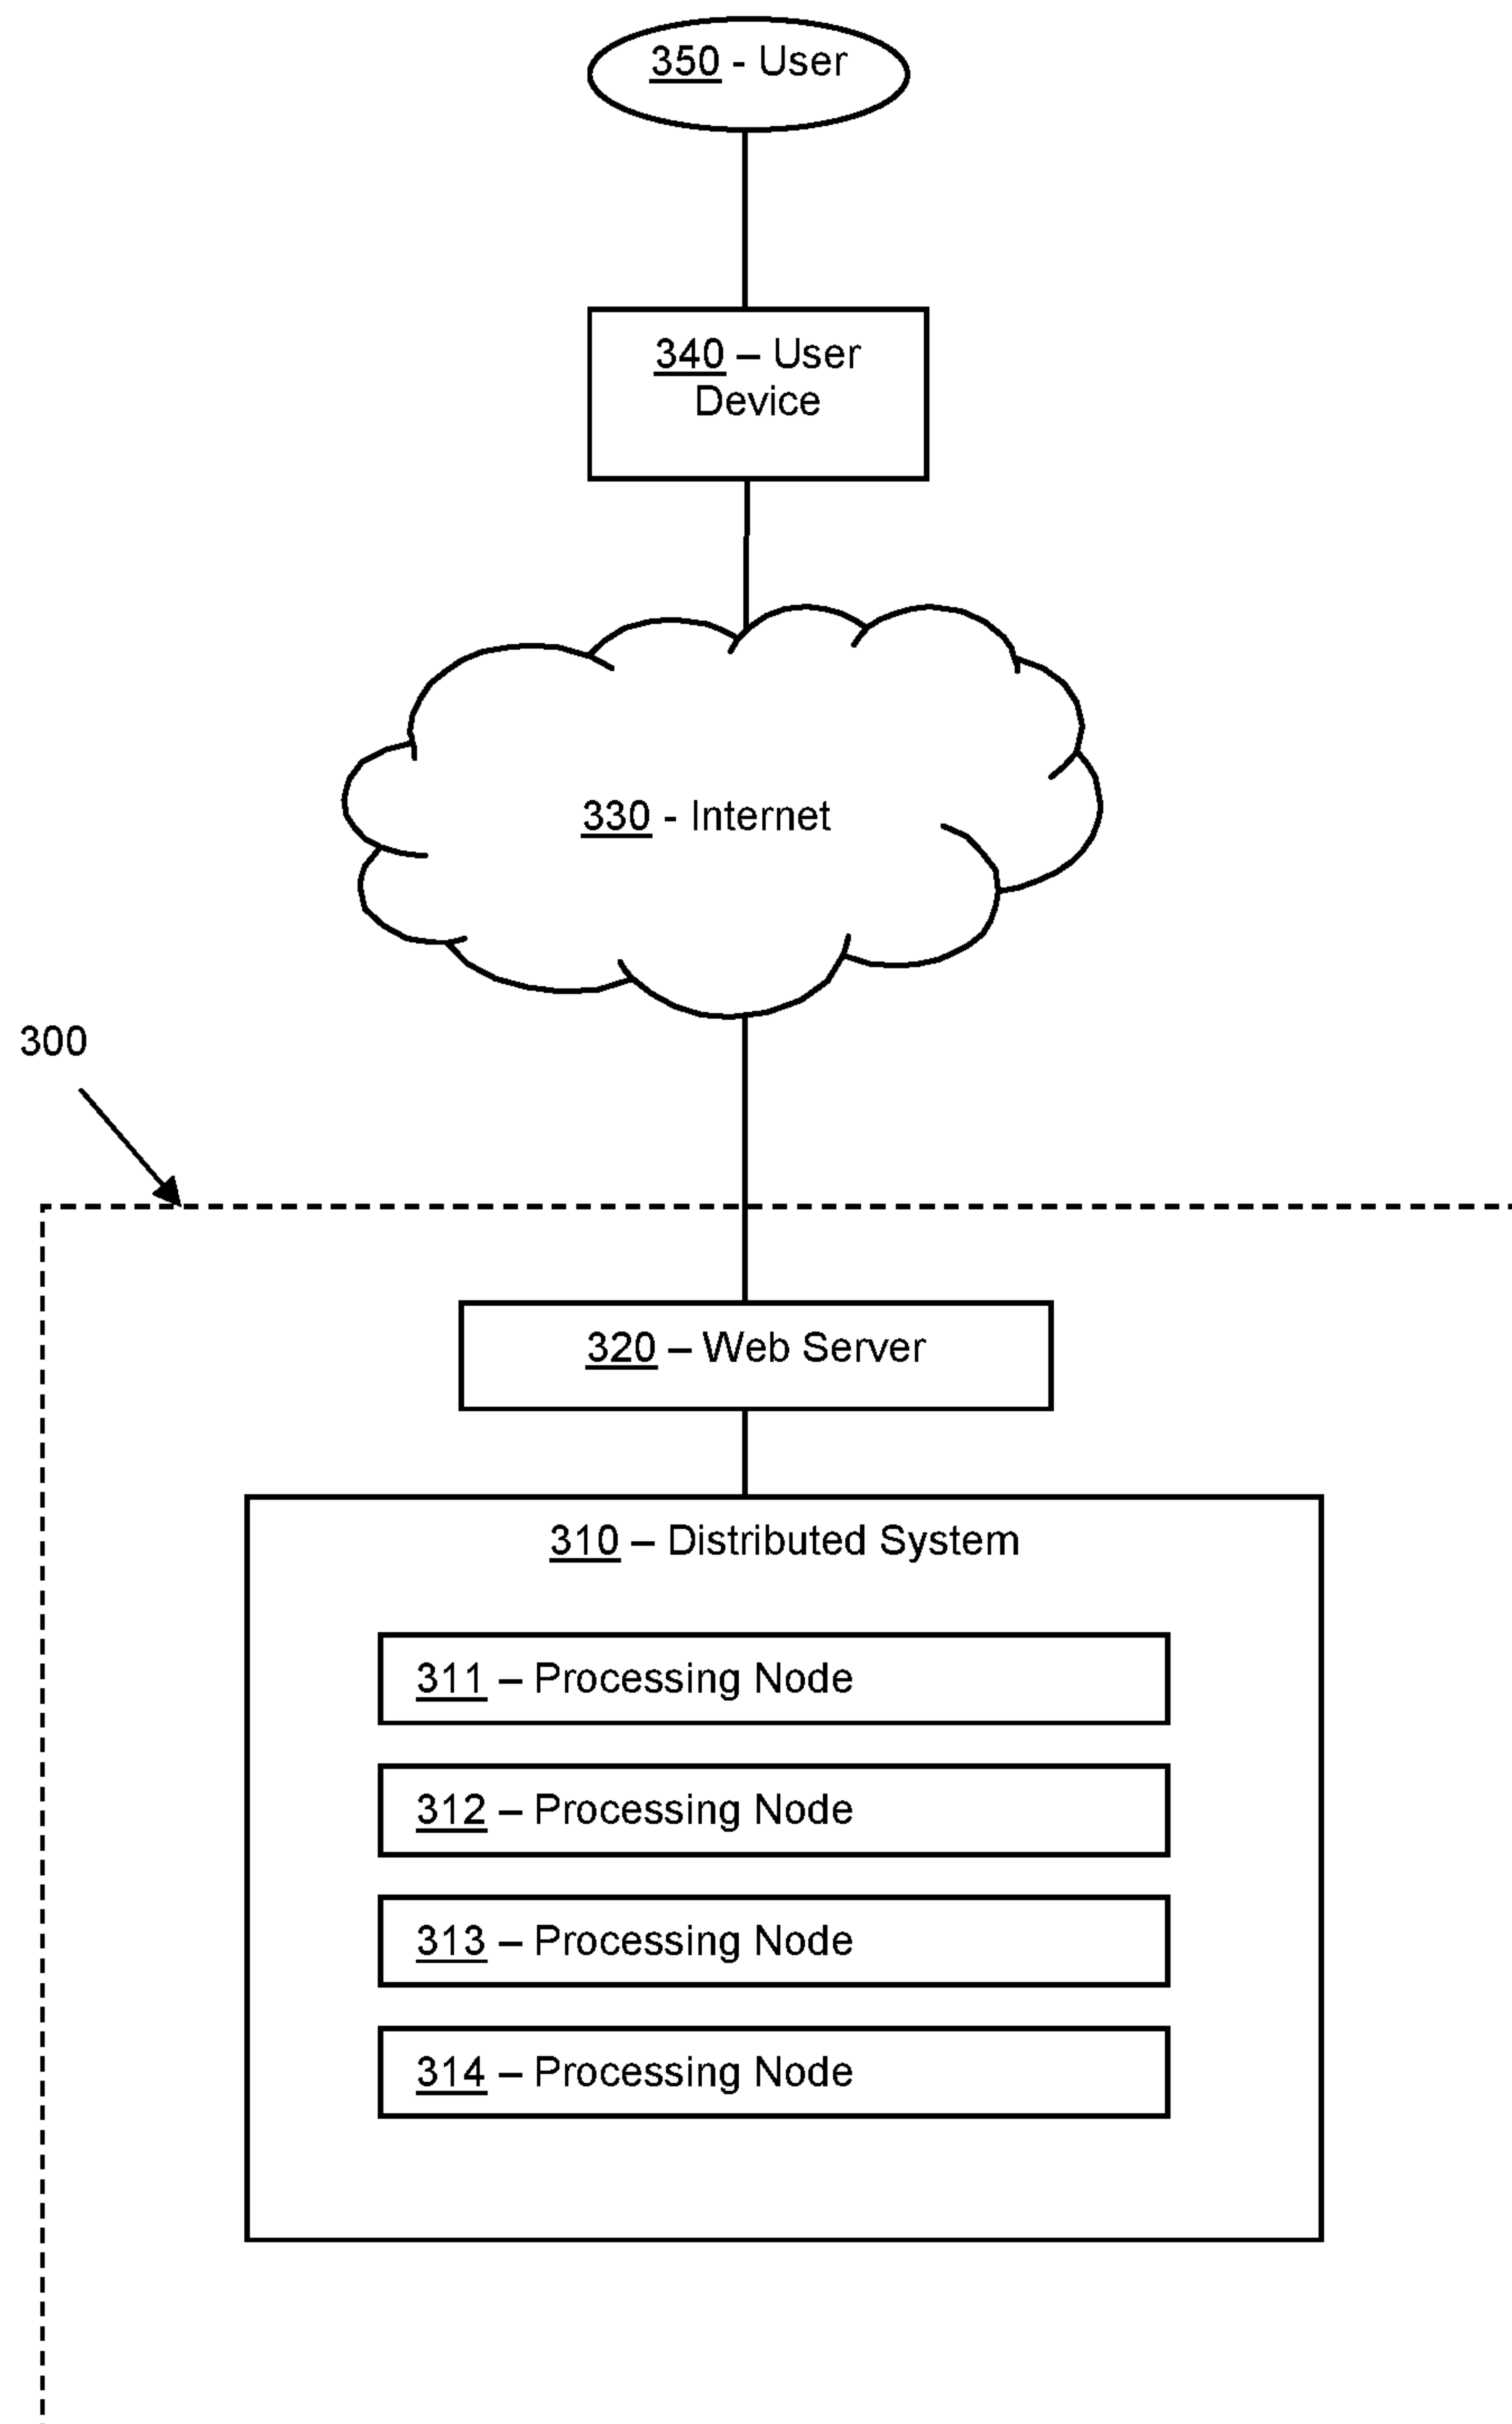 350 - User
340 – User
Device
330 - Internet
300
320 – Web Server
310 – Distributed System
311 – Processing Node
312 – Processing Node
313 – Processing Node
314 – Processing Node